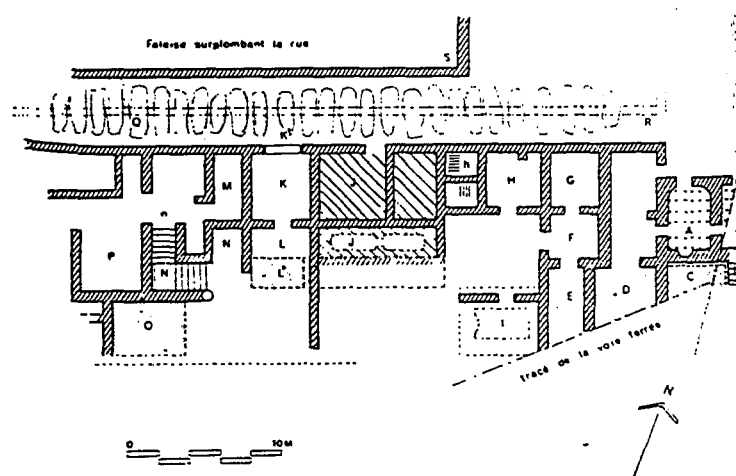 Falaise surplombant la rue
S
Q
K'
R
h
M
K
J
H
G
n
A
P
N
L
J
F
N
L'
E
D
C
O
I
tracé de la voie ferrée
N
0 10M